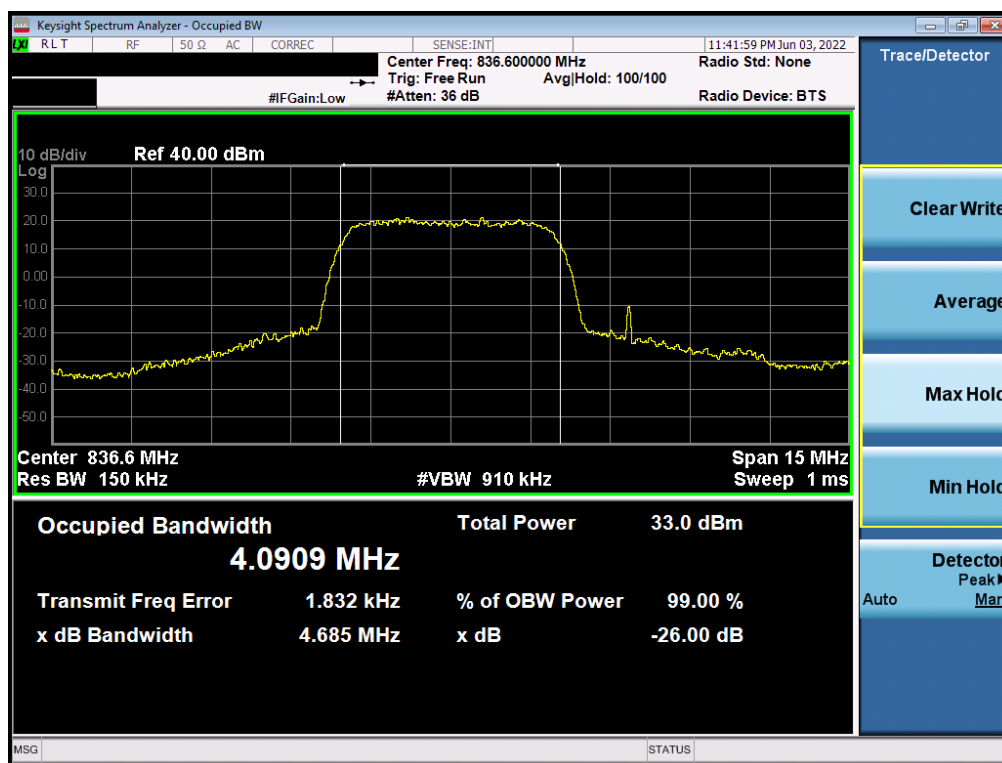 Keysight Spectrum Analyzer - Occupied BW
LXI RLT RF 50 Ω AC CORREC SENSE:INT 11:41:59 PM Jun 03, 2022
Center Freq: 836.600000 MHz Radio Std: None
Trig: Free Run Avg|Hold: 100/100
#IFGain:Low #Atten: 36 dB Radio Device: BTS
Trace/Detector
10 dB/div Ref 40.00 dBm
Log
30.0
20.0
10.0
0.00
-10.0
-20.0
-30.0
-40.0
-50.0
Center 836.6 MHz Span 15 MHz
Res BW 150 kHz #VBW 910 kHz Sweep 1 ms
Occupied Bandwidth Total Power 33.0 dBm
4.0909 MHz
Transmit Freq Error 1.832 kHz % of OBW Power 99.00 %
x dB Bandwidth 4.685 MHz x dB -26.00 dB
Clear Write
Average
Max Hold
Min Hold
Detector
Peak
Auto Man
MSG STATUS